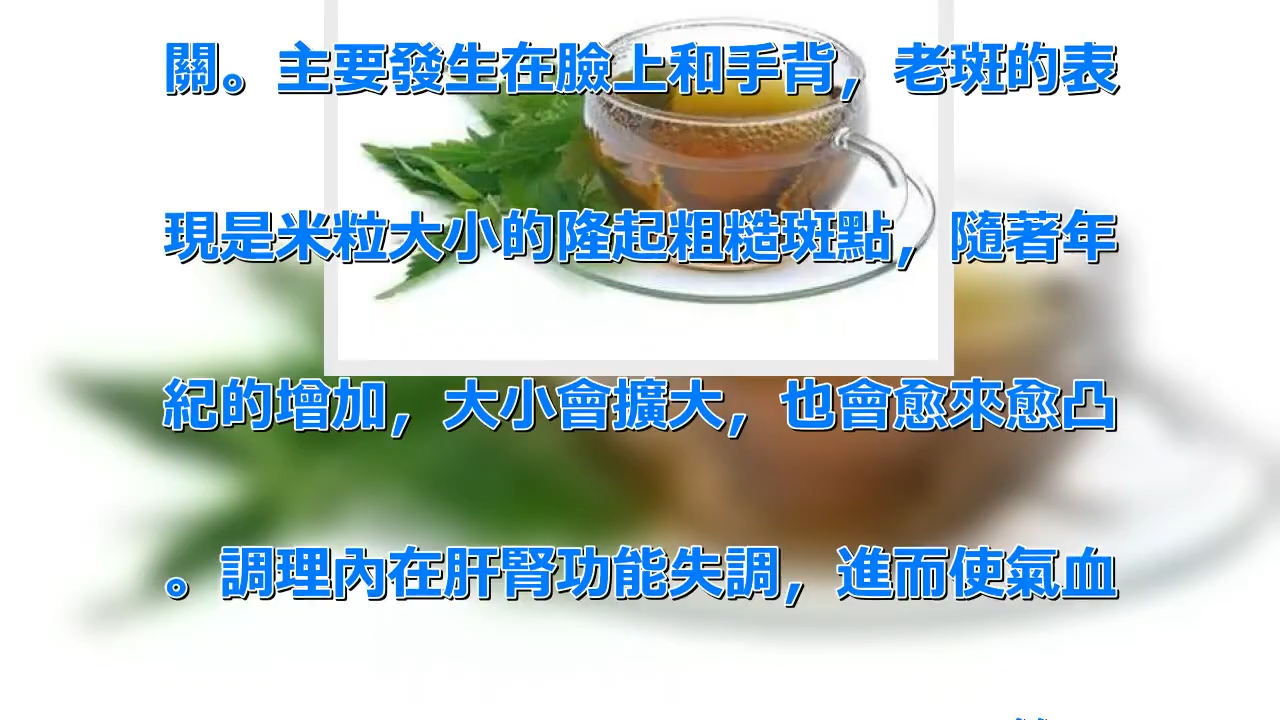 關。主要發生在臉上和手背，老斑的表
現是米粒大小的隆起粗糙斑點，隨著年
紀的增加，大小會擴大，也會愈來愈凸
。調理內在肝腎功能失調，進而使氣血